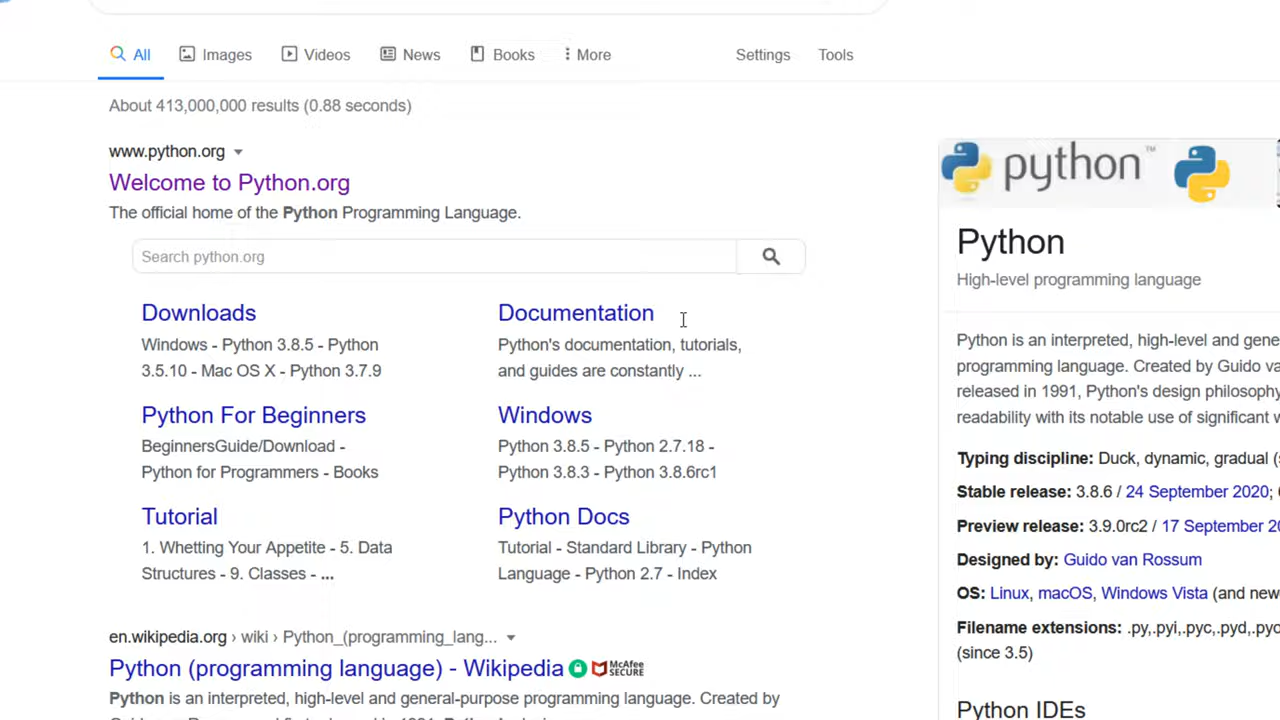 All
Images
Videos
News
Books
More
Settings
Tools
About 413,000,000 results (0.88 seconds)
www.python.org
Welcome to Python.org
The official home of the Python Programming Language.
Search python.org
Downloads
Windows - Python 3.8.5 - Python
3.5.10 - Mac OS X - Python 3.7.9
Documentation
Python's documentation, tutorials,
and guides are constantly ...
Python For Beginners
BeginnersGuide/Download -
Python for Programmers - Books
Windows
Python 3.8.5 - Python 2.7.18 -
Python 3.8.3 - Python 3.8.6rc1
Tutorial
1. Whetting Your Appetite - 5. Data
Structures - 9. Classes - ...
Python Docs
Tutorial - Standard Library - Python
Language - Python 2.7 - Index
en.wikipedia.org › wiki › Python_(programming_lang...
Python (programming language) - Wikipedia McAfee SECURE
Python is an interpreted, high-level and general-purpose programming language. Created by
python™
Python
High-level programming language
Python is an interpreted, high-level and gene
programming language. Created by Guido va
released in 1991, Python's design philosophy
readability with its notable use of significant w
Typing discipline: Duck, dynamic, gradual (s
Stable release: 3.8.6 / 24 September 2020;
Preview release: 3.9.0rc2 / 17 September 20
Designed by: Guido van Rossum
OS: Linux, macOS, Windows Vista (and new
Filename extensions: .py,.pyi,.pyc,.pyd,.pyo
(since 3.5)
Python IDEs